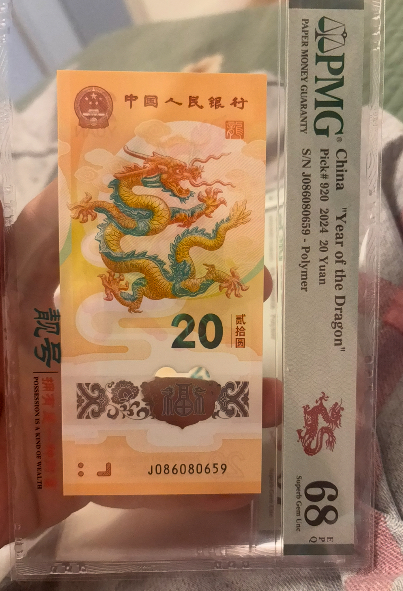 中国人民银行
20
贰拾圆
J086080659
靓号
POSSESSION IS A KIND OF WEALTH
PMG
PAPER MONEY GUARANTY
China "Year of the Dragon"
Pick# 920 2024 20 Yuan
S/N J086080659 - Polymer
68
EPQ
Superb Gem Unc